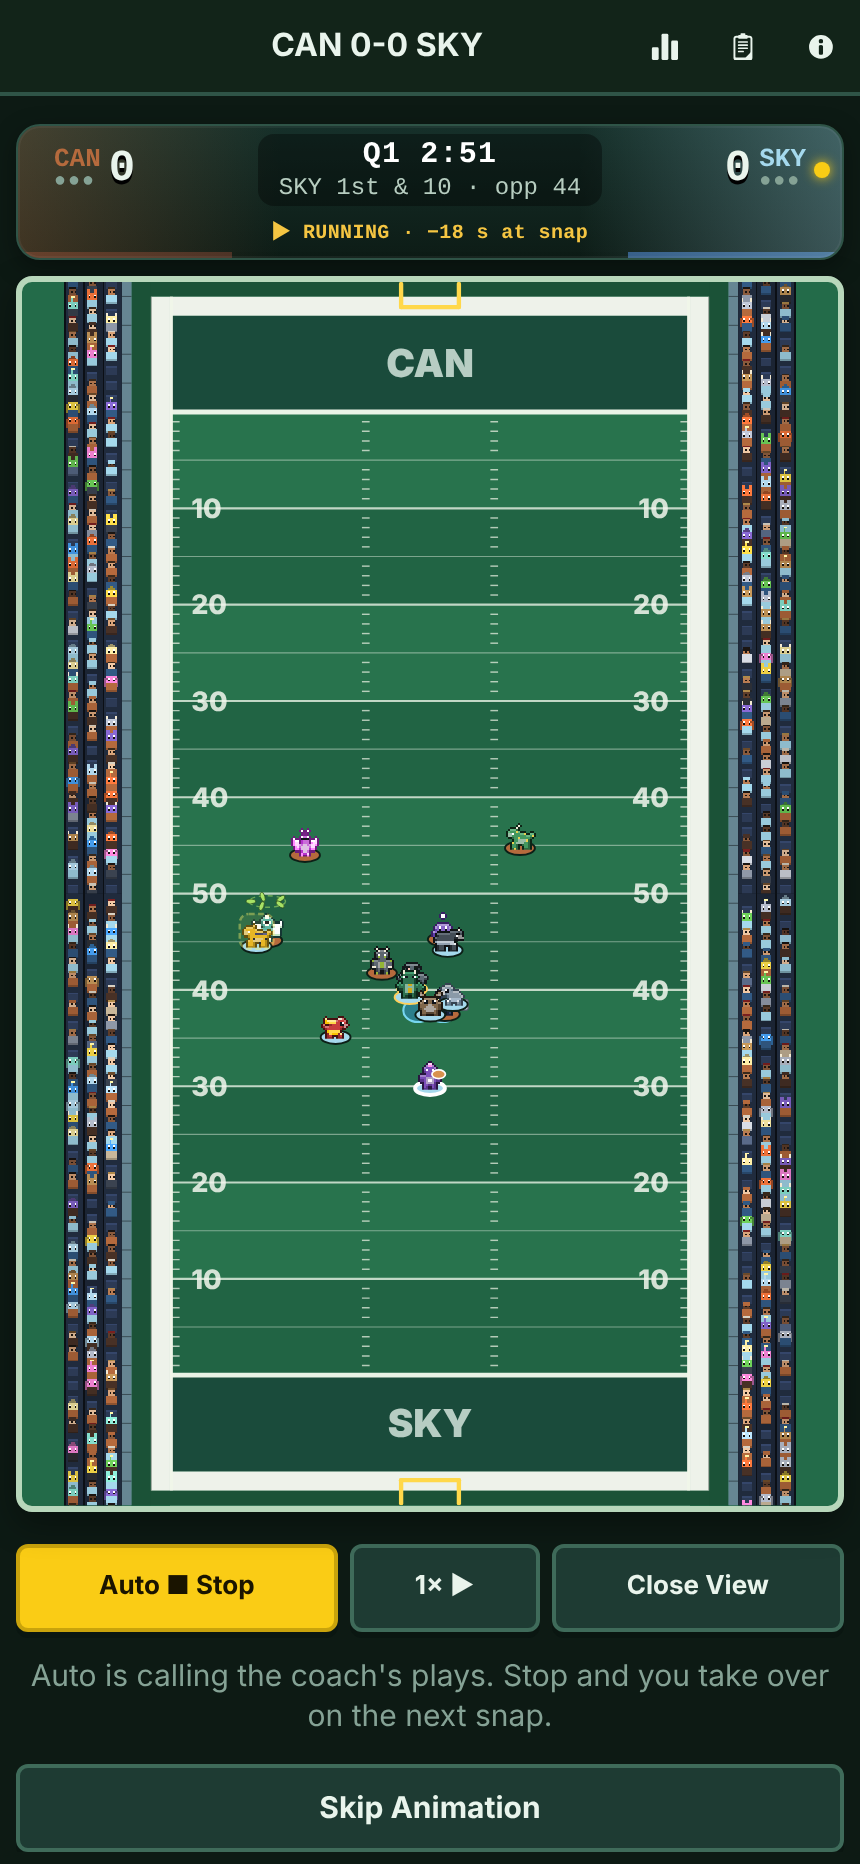 CAN 0-0 SKY
CAN 0 Q1 2:51 0 SKY
SKY 1st & 10 · opp 44
▶ RUNNING · −18 s at snap
CAN
10 10
20 20
30 30
40 40
50 50
40 40
30 30
20 20
10 10
SKY
Auto ■ Stop
1× ▶
Close View
Auto is calling the coach's plays. Stop and you take over
on the next snap.
Skip Animation